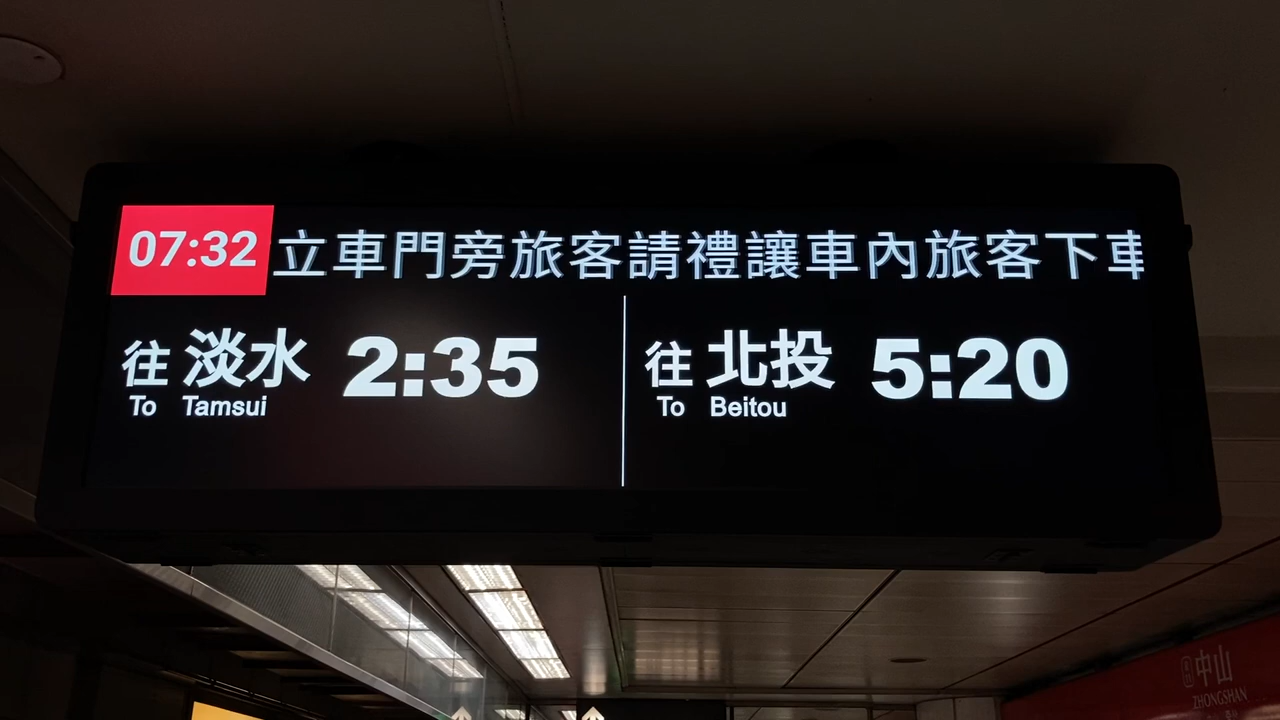 07:32 立車門旁旅客請禮讓車內旅客下車
往 淡水 2:35
To Tamsui
往 北投 5:20
To Beitou
中山
ZHONGSHAN